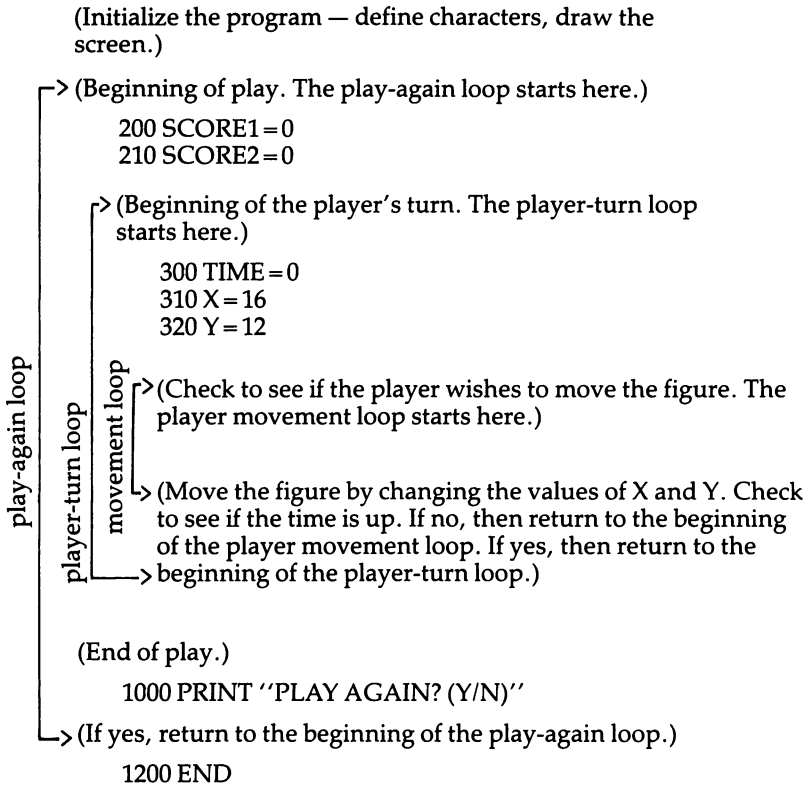 (Initialize the program — define characters, draw the
screen.)
(Beginning of play. The play-again loop starts here.)
200 SCORE1=0
210 SCORE2=0
(Beginning of the player's turn. The player-turn loop
starts here.)
300 TIME=0
310 X=16
320 Y=12
play-again loop
player-turn loop
movement loop
(Check to see if the player wishes to move the figure. The
player movement loop starts here.)
(Move the figure by changing the values of X and Y. Check
to see if the time is up. If no, then return to the beginning
of the player movement loop. If yes, then return to the
beginning of the player-turn loop.)
(End of play.)
1000 PRINT ''PLAY AGAIN? (Y/N)''
(If yes, return to the beginning of the play-again loop.)
1200 END